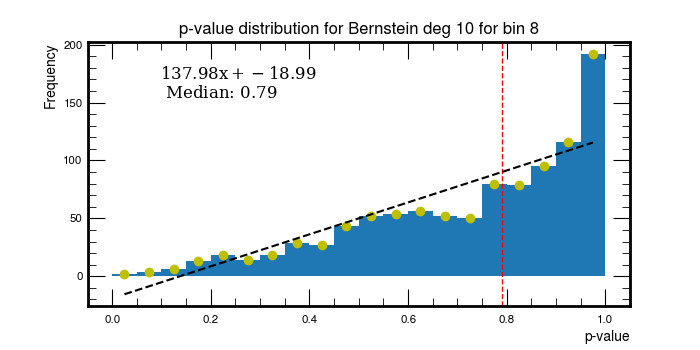 p-value distribution for Bernstein deg 10 for bin 8
Frequency
200
150
100
50
0
137.98x + −18.99
Median: 0.79
0.0 0.2 0.4 0.6 0.8 1.0
p-value